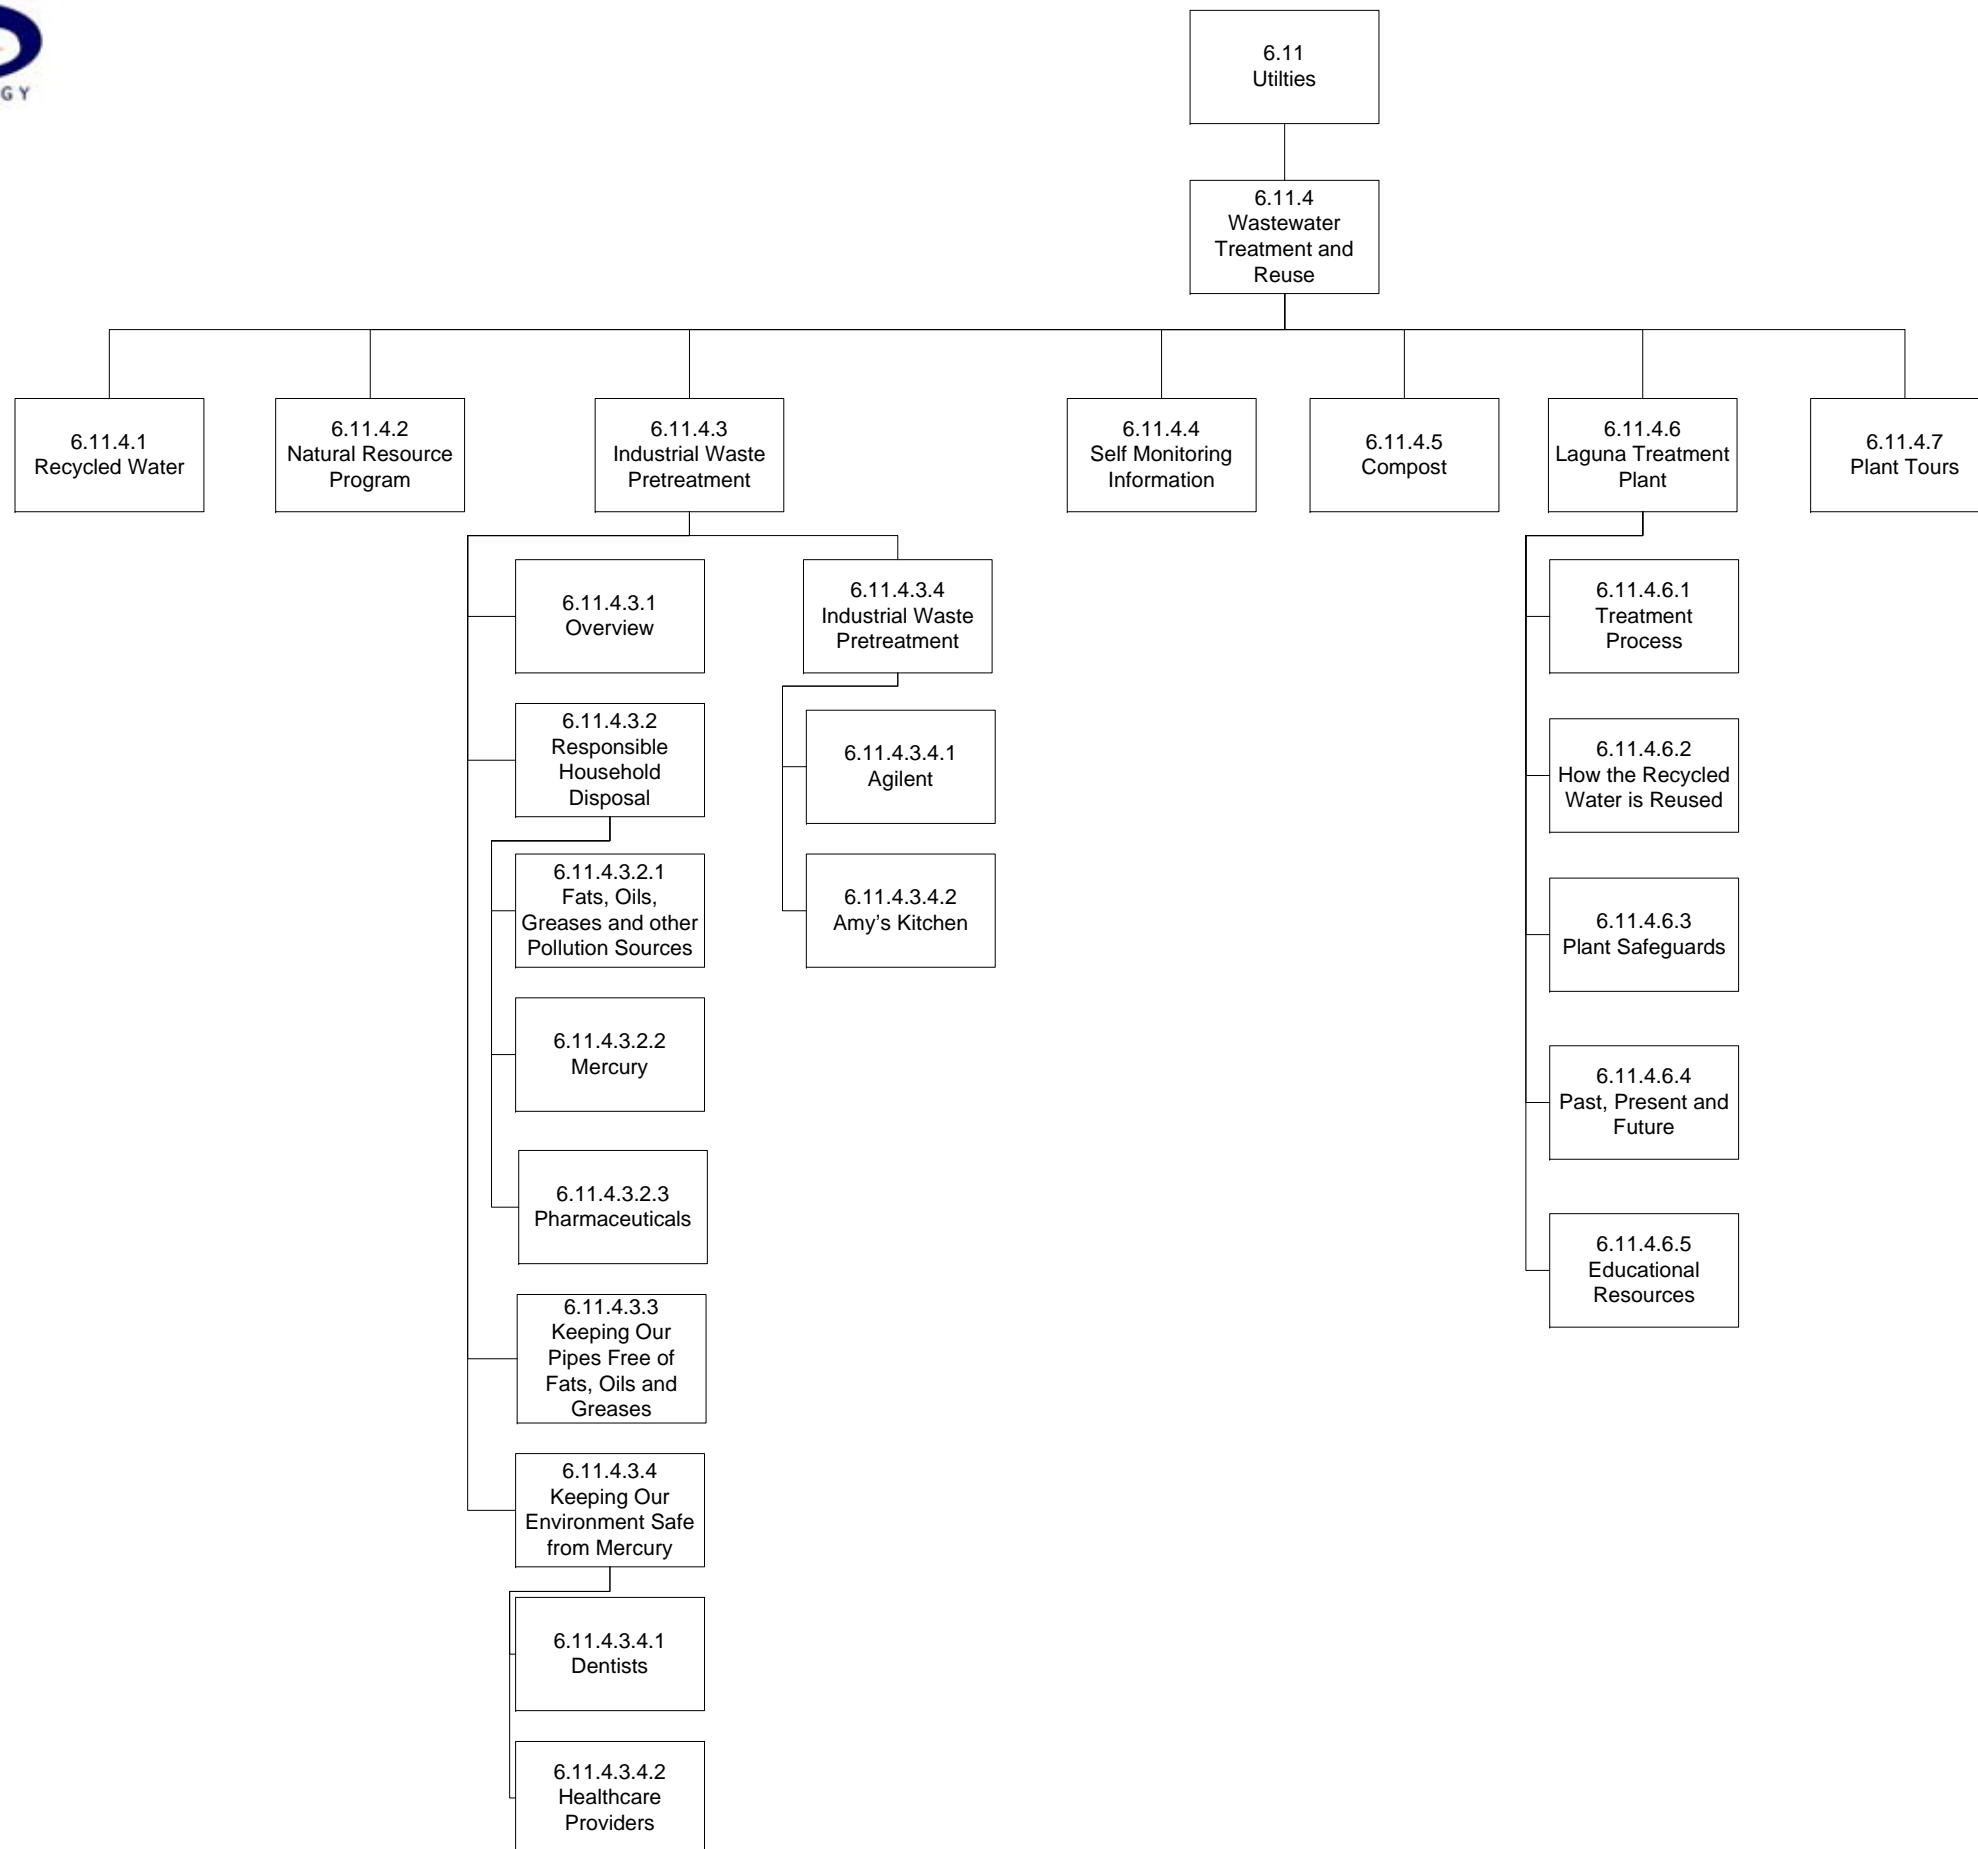 GY
6.11
Utilties
6.11.4
Wastewater
Treatment and
Reuse
6.11.4.1
Recycled Water
6.11.4.2
Natural Resource
Program
6.11.4.3
Industrial Waste
Pretreatment
6.11.4.4
Self Monitoring
Information
6.11.4.5
Compost
6.11.4.6
Laguna Treatment
Plant
6.11.4.7
Plant Tours
6.11.4.3.1
Overview
6.11.4.3.2
Responsible
Household
Disposal
6.11.4.3.2.1
Fats, Oils,
Greases and other
Pollution Sources
6.11.4.3.2.2
Mercury
6.11.4.3.2.3
Pharmaceuticals
6.11.4.3.3
Keeping Our
Pipes Free of
Fats, Oils and
Greases
6.11.4.3.4
Keeping Our
Environment Safe
from Mercury
6.11.4.3.4.1
Dentists
6.11.4.3.4.2
Healthcare
Providers
6.11.4.3.4
Industrial Waste
Pretreatment
6.11.4.3.4.1
Agilent
6.11.4.3.4.2
Amy’s Kitchen
6.11.4.6.1
Treatment
Process
6.11.4.6.2
How the Recycled
Water is Reused
6.11.4.6.3
Plant Safeguards
6.11.4.6.4
Past, Present and
Future
6.11.4.6.5
Educational
Resources